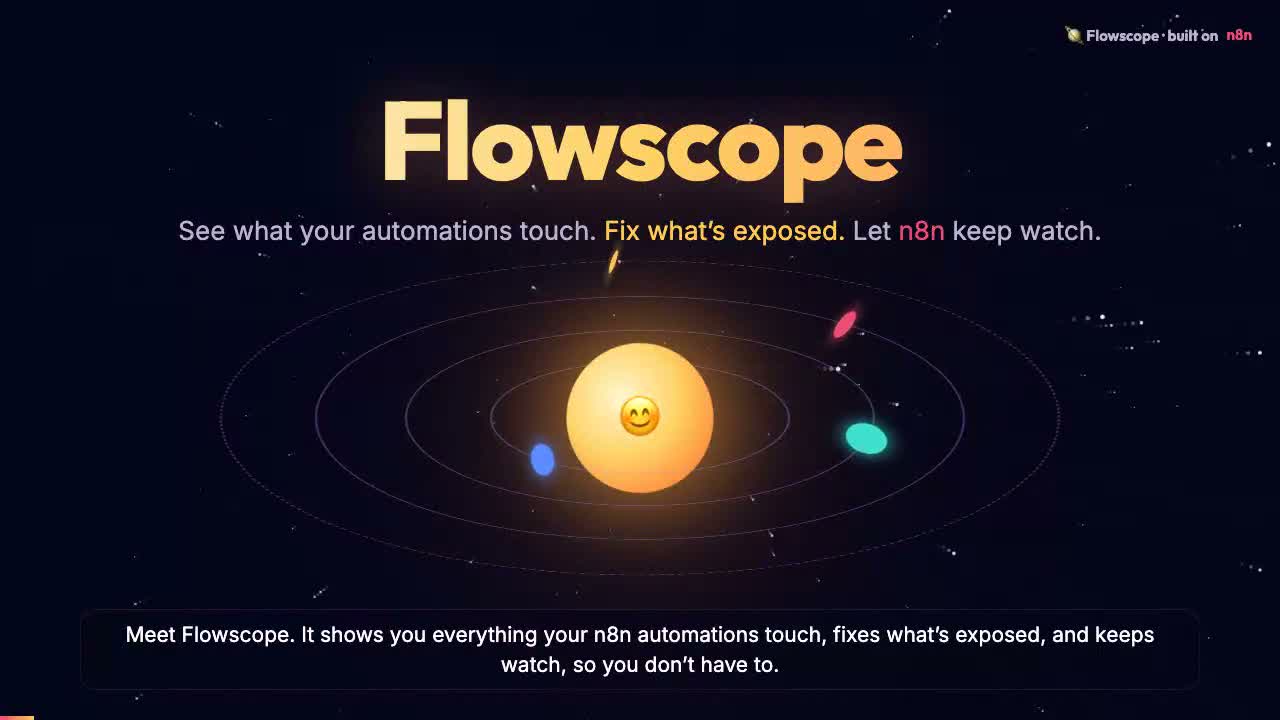 Flowscope · built on n8n
Flowscope
See what your automations touch. Fix what’s exposed. Let n8n keep watch.
Meet Flowscope. It shows you everything your n8n automations touch, fixes what’s exposed, and keeps
watch, so you don’t have to.